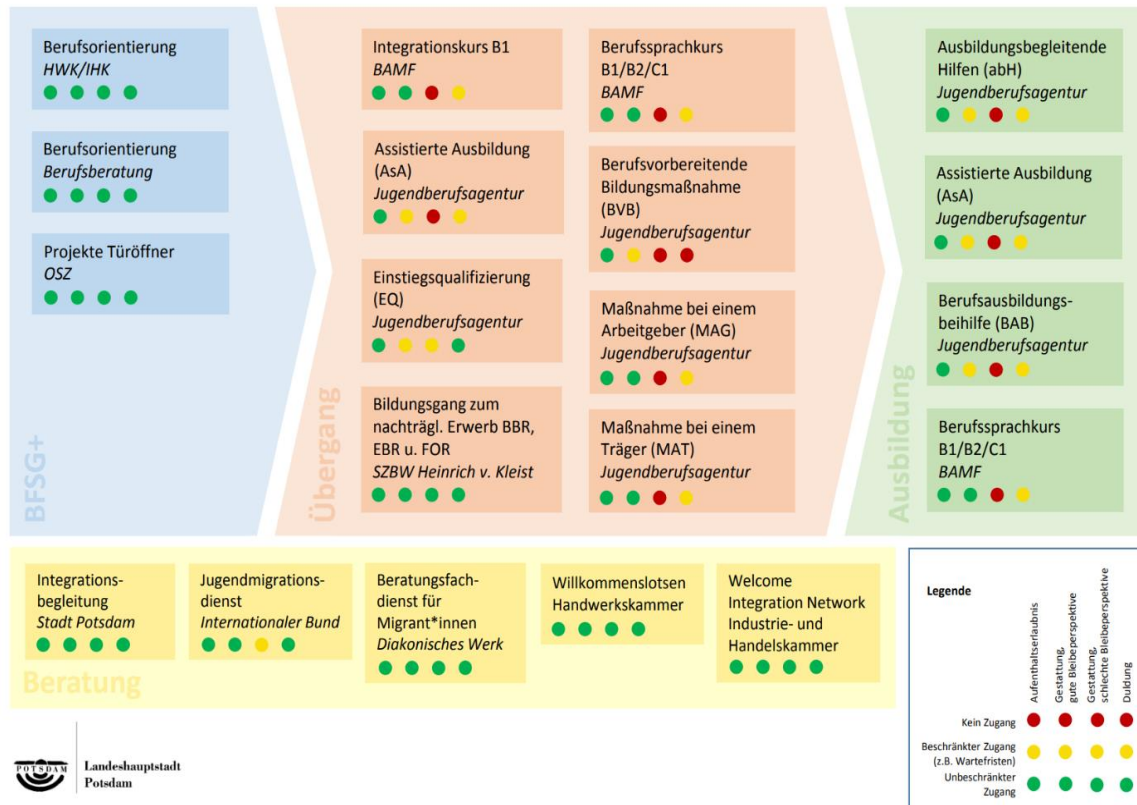 Berufsorientierung
HWK/IHK
Berufsorientierung
Berufsberatung
Projekte Türöffner
OSZ
BFSG+
Integrationskurs B1
BAMF
Assistierte Ausbildung
(AsA)
Jugendberufsagentur
Einstiegsqualifizierung
(EQ)
Jugendberufsagentur
Bildungsgang zum
nachträgl. Erwerb BBR,
EBR u. FOR
SZBW Heinrich v. Kleist
Berufssprachkurs
B1/B2/C1
BAMF
Berufsvorbereitende
Bildungsmaßnahme
(BVB)
Jugendberufsagentur
Maßnahme bei einem
Arbeitgeber (MAG)
Jugendberufsagentur
Maßnahme bei einem
Träger (MAT)
Jugendberufsagentur
Übergang
Ausbildungsbegleitende
Hilfen (abH)
Jugendberufsagentur
Assistierte Ausbildung
(AsA)
Jugendberufsagentur
Berufsausbildungs-
beihilfe (BAB)
Jugendberufsagentur
Berufssprachkurs
B1/B2/C1
BAMF
Ausbildung
Integrations-
begleitung
Stadt Potsdam
Jugendmigrations-
dienst
Internationaler Bund
Beratungsfach-
dienst für
Migrant*innen
Diakonisches Werk
Willkommenslotsen
Handwerkskammer
Welcome
Integration Network
Industrie- und
Handelskammer
Beratung
Legende
Aufenthaltserlaubnis
Gestattung,
gute Bleibeperspektive
Gestattung,
schlechte Bleibeperspektive
Duldung
Kein Zugang
Beschränkter Zugang
(z.B. Wartefristen)
Unbeschränkter
Zugang
POTSDAM
Landeshauptstadt
Potsdam